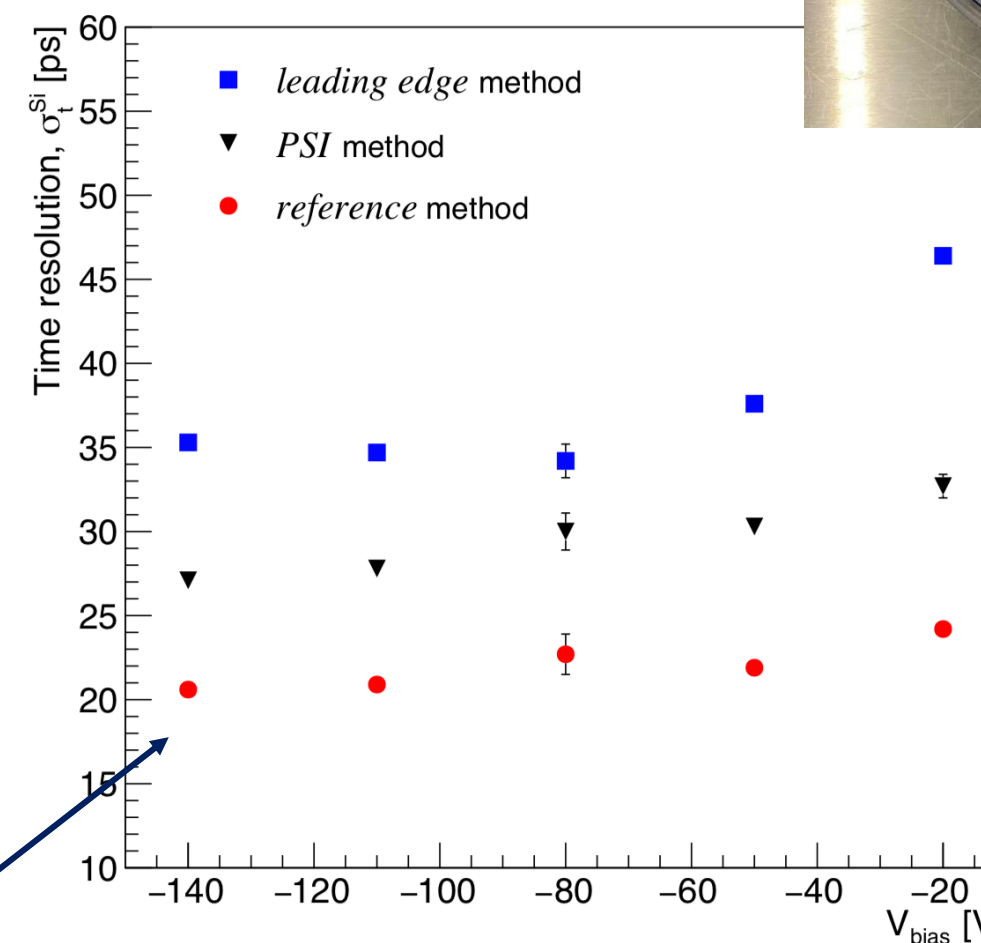 Time resolution, σ_t^Si [ps]
60
55
50
45
40
35
30
25
20
15
10
leading edge method
PSI method
reference method
−140 −120 −100 −80 −60 −40 −20
V_bias [V